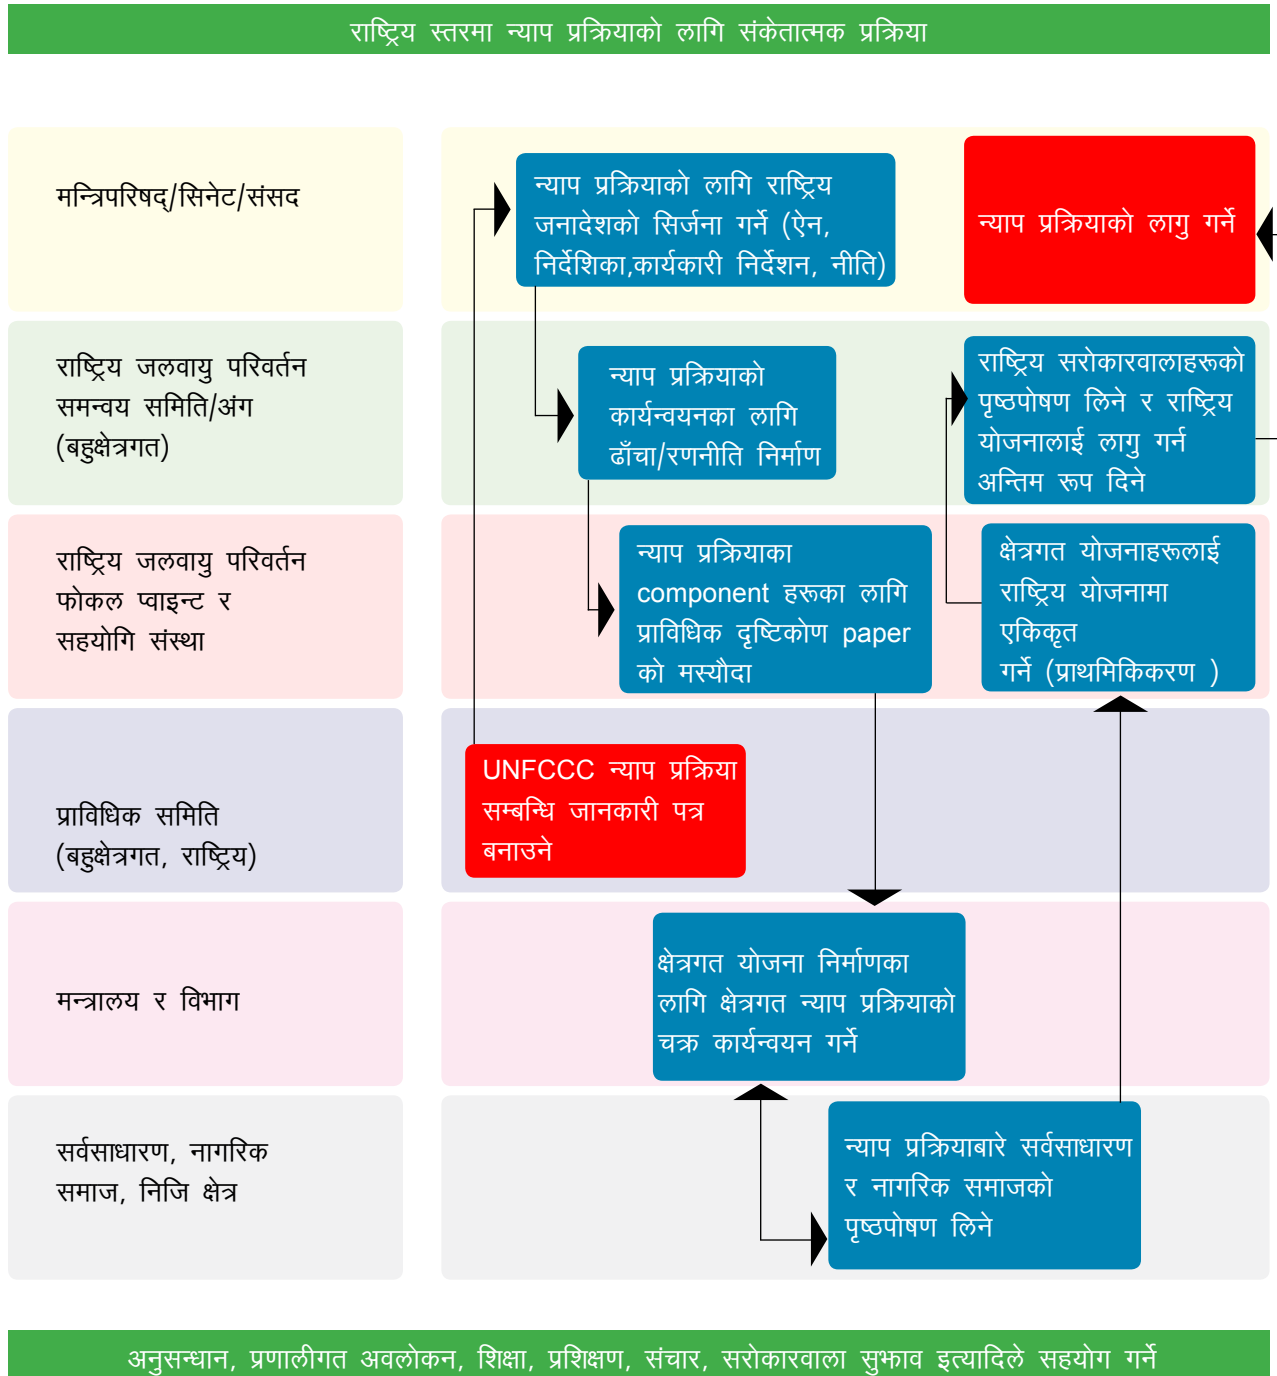 राष्ट्रिय स्तरमा न्याप प्रक्रियाको लागि संकेतात्मक प्रक्रिया
मन्त्रिपरिषद्/सिनेट/संसद
न्याप प्रक्रियाको लागि राष्ट्रिय
जनादेशको सिर्जना गर्ने (ऐन,
निर्देशिका,कार्यकारी निर्देशन, नीति)
न्याप प्रक्रियाको लागु गर्ने
राष्ट्रिय जलवायु परिवर्तन
समन्वय समिति/अंग
(बहुक्षेत्रगत)
न्याप प्रक्रियाको
कार्यन्वयनका लागि
ढाँचा/रणनीति निर्माण
राष्ट्रिय सरोकारवालाहरूको
पृष्ठपोषण लिने र राष्ट्रिय
योजनालाई लागु गर्न
अन्तिम रूप दिने
राष्ट्रिय जलवायु परिवर्तन
फोकल प्वाइन्ट र
सहयोगि संस्था
न्याप प्रक्रियाका
component हरूका लागि
प्राविधिक दृष्टिकोण paper
को मस्यौदा
क्षेत्रगत योजनाहरूलाई
राष्ट्रिय योजनामा
एकिकृत
गर्ने (प्राथमिकिकरण )
प्राविधिक समिति
(बहुक्षेत्रगत, राष्ट्रिय)
UNFCCC न्याप प्रक्रिया
सम्बन्धि जानकारी पत्र
बनाउने
मन्त्रालय र विभाग
क्षेत्रगत योजना निर्माणका
लागि क्षेत्रगत न्याप प्रक्रियाको
चक्र कार्यन्वयन गर्ने
सर्वसाधारण, नागरिक
समाज, निजि क्षेत्र
न्याप प्रक्रियाबारे सर्वसाधारण
र नागरिक समाजको
पृष्ठपोषण लिने
अनुसन्धान, प्रणालीगत अवलोकन, शिक्षा, प्रशिक्षण, संचार, सरोकारवाला सुझाव इत्यादिले सहयोग गर्ने